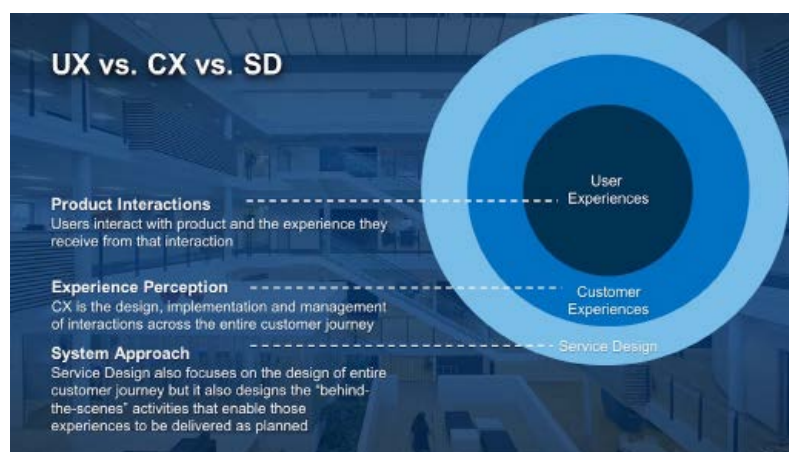 UX vs. CX vs. SD
Product Interactions
Users interact with product and the experience they
receive from that interaction
Experience Perception
CX is the design, implementation and management
of interactions across the entire customer journey
System Approach
Service Design also focuses on the design of entire
customer journey but it also designs the “behind-
the-scenes” activities that enable those
experiences to be delivered as planned
User
Experiences
Customer
Experiences
Service Design